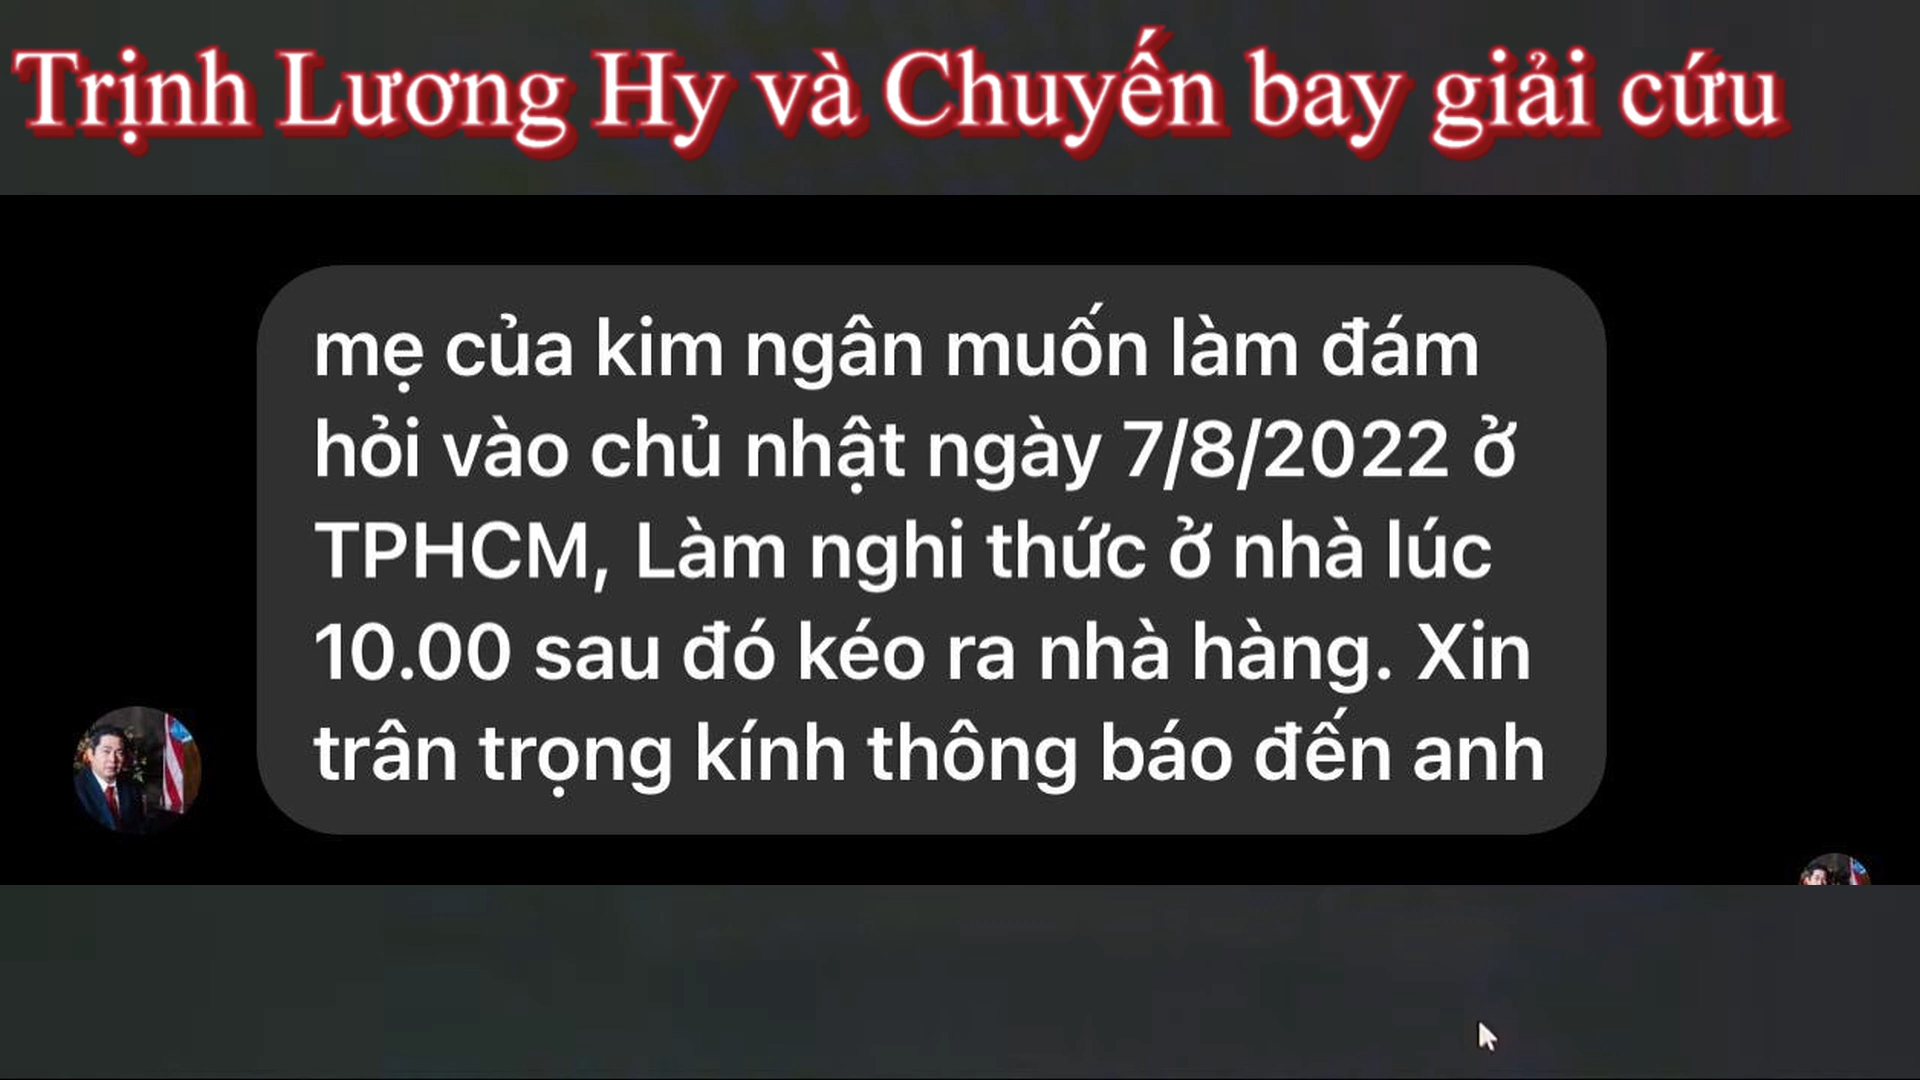 Trịnh Lương Hy và Chuyến bay giải cứu
mẹ của kim ngân muốn làm đám
hỏi vào chủ nhật ngày 7/8/2022 ở
TPHCM, Làm nghi thức ở nhà lúc
10.00 sau đó kéo ra nhà hàng. Xin
trân trọng kính thông báo đến anh